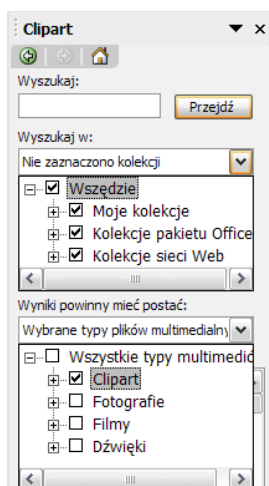 Clipart
Wyszukaj:
Przejdź
Wyszukaj w:
Nie zaznaczono kolekcji
Wszędzie
Moje kolekcje
Kolekcje pakietu Office
Kolekcje sieci Web
Wyniki powinny mieć postać:
Wybrane typy plików multimedialny
Wszystkie typy multimedió
Clipart
Fotografie
Filmy
Dźwięki